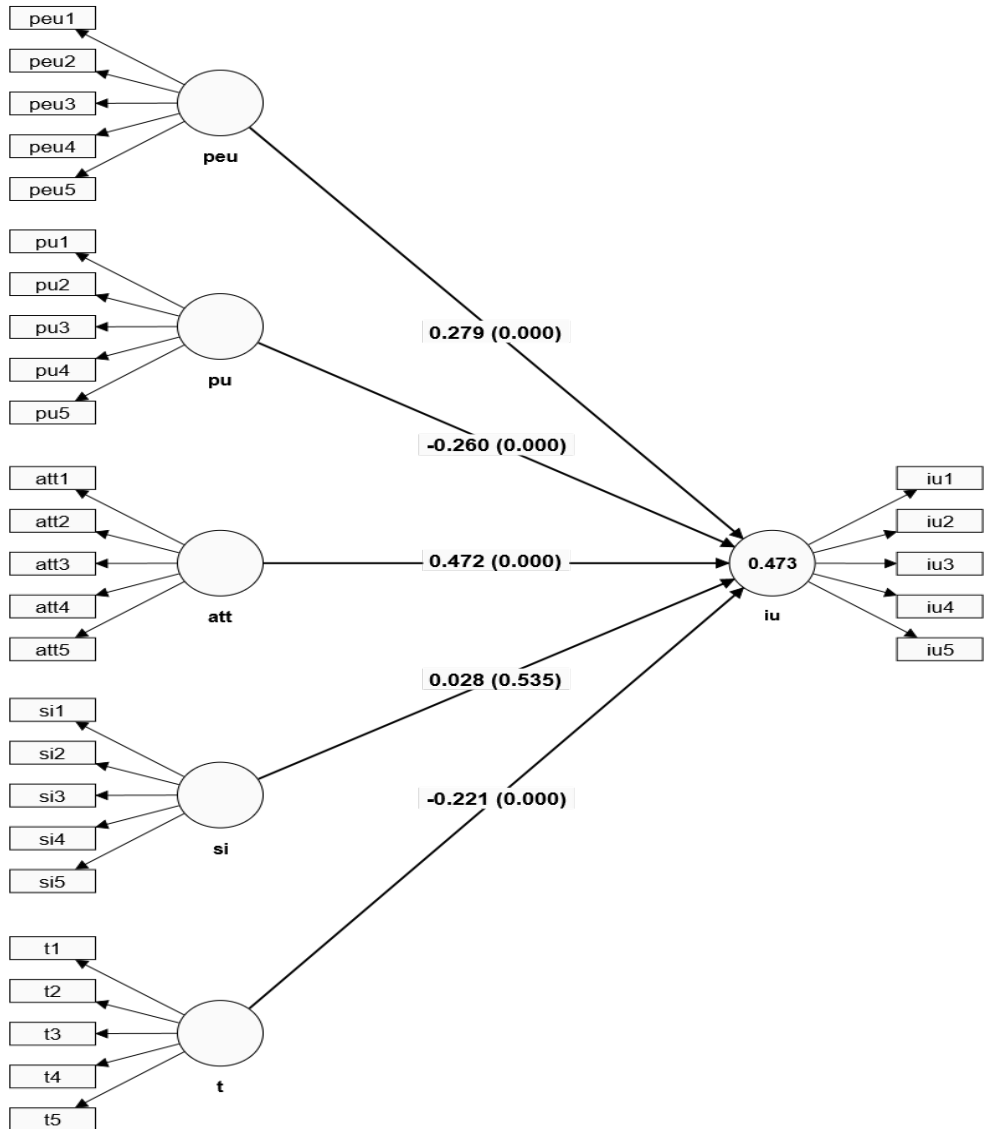 peu1
peu2
peu3
peu4
peu5
peu
pu1
pu2
pu3
pu4
pu5
pu
att1
att2
att3
att4
att5
att
si1
si2
si3
si4
si5
si
t1
t2
t3
t4
t5
t
0.279 (0.000)
-0.260 (0.000)
0.472 (0.000)
0.028 (0.535)
-0.221 (0.000)
0.473
iu
iu1
iu2
iu3
iu4
iu5